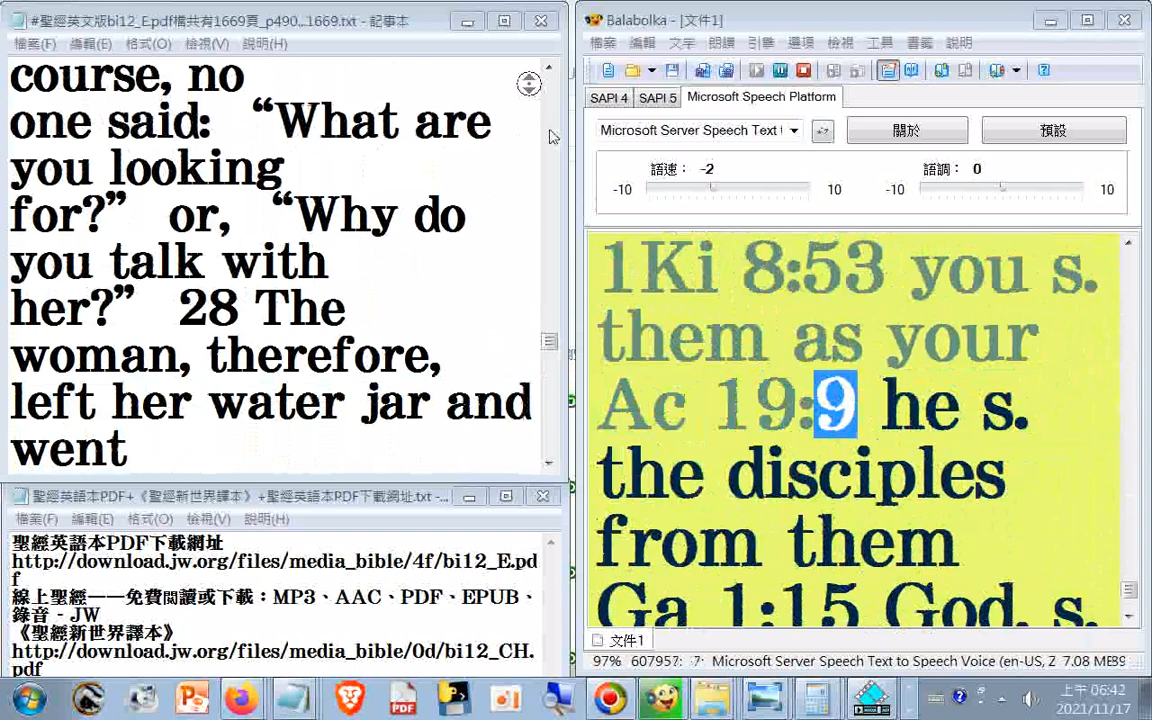 #聖經英文版bi12_E.pdf檔共有1669頁_p490,,,1669.txt - 記事本
檔案(F) 編輯(E) 格式(O) 檢視(V) 說明(H)
course, no
one said: “What are
you looking
for?” or, “Why do
you talk with
her?” 28 The
woman, therefore,
left her water jar and
went
聖經英語本PDF+《聖經新世界譯本》+聖經英語本PDF下載網址.txt - ...
檔案(F) 編輯(E) 格式(O) 檢視(V) 說明(H)
聖經英語本PDF下載網址
http://download.jw.org/files/media_bible/4f/bi12_E.pd
f
線上聖經——免費閱讀或下載：MP3、AAC、PDF、EPUB、
錄音 - JW
《聖經新世界譯本》
http://download.jw.org/files/media_bible/0d/bi12_CH.
pdf
Balabolka - [文件1]
檔案 編輯 文字 朗讀 引擎 選項 檢視 工具 書籤 說明
SAPI 4 SAPI 5 Microsoft Speech Platform
Microsoft Server Speech Text
關於 預設
語速： -2 語調： 0
-10 10 -10 10
1Ki 8:53 you s.
them as your
Ac 19:9 he s.
the disciples
from them
Ga 1:15 God. s.
文件1
97% 607957: 7: Microsoft Server Speech Text to Speech Voice (en-US, Z 7.08 MB
上午 06:42
2021/11/17